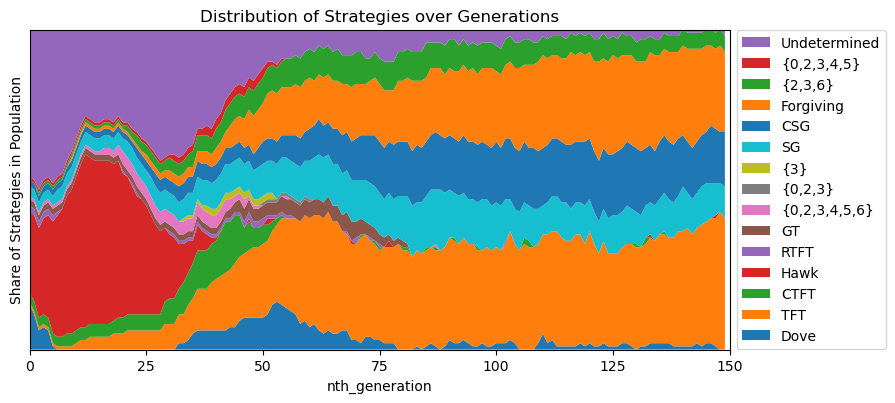 Distribution of Strategies over Generations
Share of Strategies in Population
0
25
50
75
100
125
150
nth_generation
Undetermined
{0,2,3,4,5}
{2,3,6}
Forgiving
CSG
SG
{3}
{0,2,3}
{0,2,3,4,5,6}
GT
RTFT
Hawk
CTFT
TFT
Dove